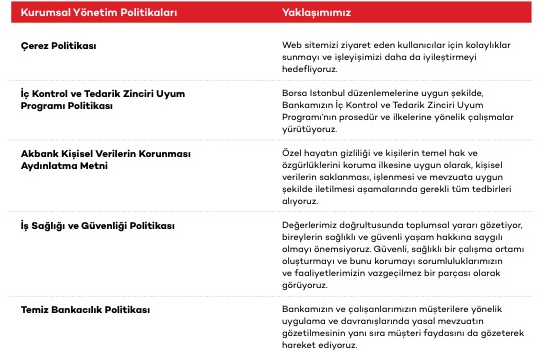 Kurumsal Yönetim Politikaları
Yaklaşımımız
Çerez Politikası
Web sitemizi ziyaret eden kullanıcılar için kolaylıklar
sunmayı ve işleyişimizi daha da iyileştirmeyi
hedefliyoruz.
İç Kontrol ve Tedarik Zinciri Uyum
Programı Politikası
Borsa Istanbul düzenlemelerine uygun şekilde,
Bankamızın İç Kontrol ve Tedarik Zinciri Uyum
Programı'nın prosedür ve ilkelerine yönelik çalışmalar
yürütüyoruz.
Akbank Kişisel Verilerin Korunması
Aydınlatma Metni
Özel hayatın gizliliği ve kişilerin temel hak ve
özgürlüklerini koruma ilkesine uygun olarak, kişisel
verilerin saklanması, işlenmesi ve mevzuata uygun
şekilde iletilmesi aşamalarında gerekli tüm tedbirleri
alıyoruz.
İş Sağlığı ve Güvenliği Politikası
Değerlerimiz doğrultusunda toplumsal yararı gözetiyor,
bireylerin sağlıklı ve güvenli yaşam hakkına saygılı
olmayı önemsiyoruz. Güvenli, sağlıklı bir çalışma ortamı
oluşturmayı ve bunu korumayı sorumluluklarımızın
ve faaliyetlerimizin vazgeçilmez bir parçası olarak
görüyoruz.
Temiz Bankacılık Politikası
Bankamızın ve çalışanlarımızın müşterilere yönelik
uygulama ve davranışlarında yasal mevzuatın
gözetilmesinin yanı sıra müşteri faydasını da gözeterek
hareket ediyoruz.